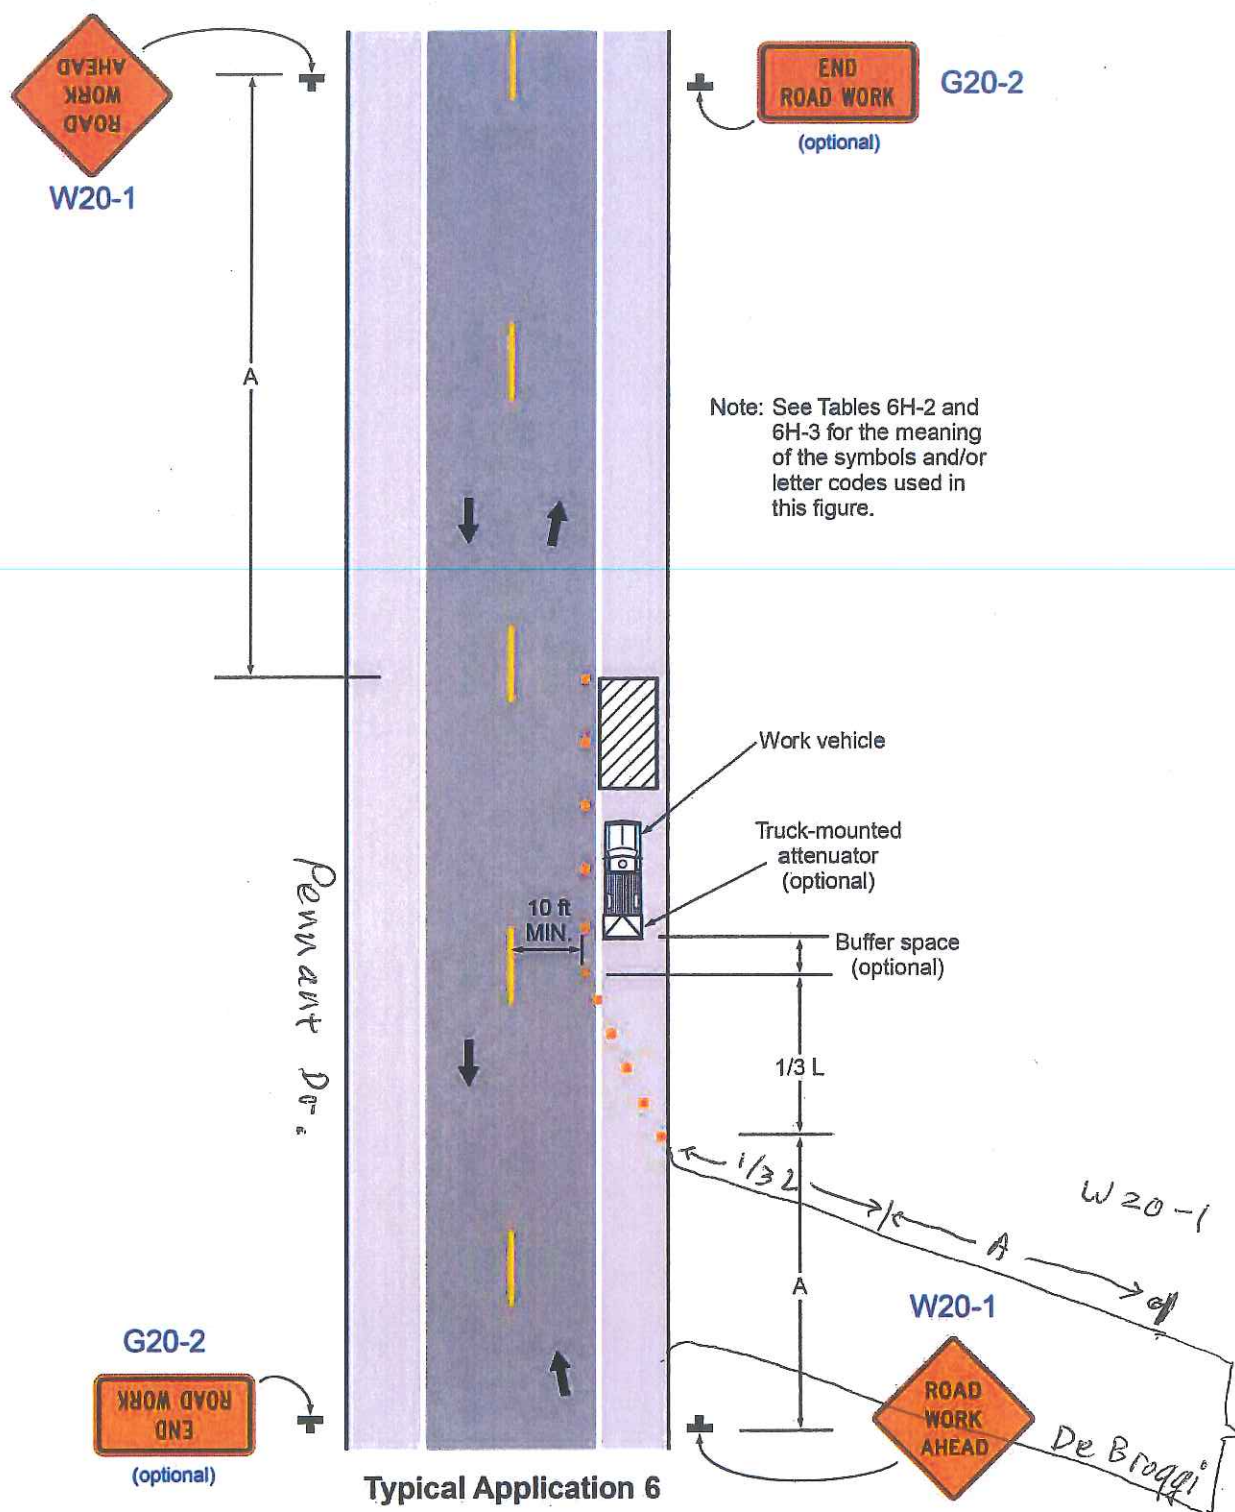 ROAD
WORK
AHEAD
W20-1
END
ROAD WORK
(optional)
G20-2
A
Note: See Tables 6H-2 and
6H-3 for the meaning
of the symbols and/or
letter codes used in
this figure.
Work vehicle
Truck-mounted
attenuator
(optional)
10 ft
MIN.
Buffer space
(optional)
Pennant Dr.
1/3 L
1/3 L
A
W20-1
A
W20-1
ROAD
WORK
AHEAD
De Broggi
G20-2
END
ROAD WORK
(optional)
Typical Application 6